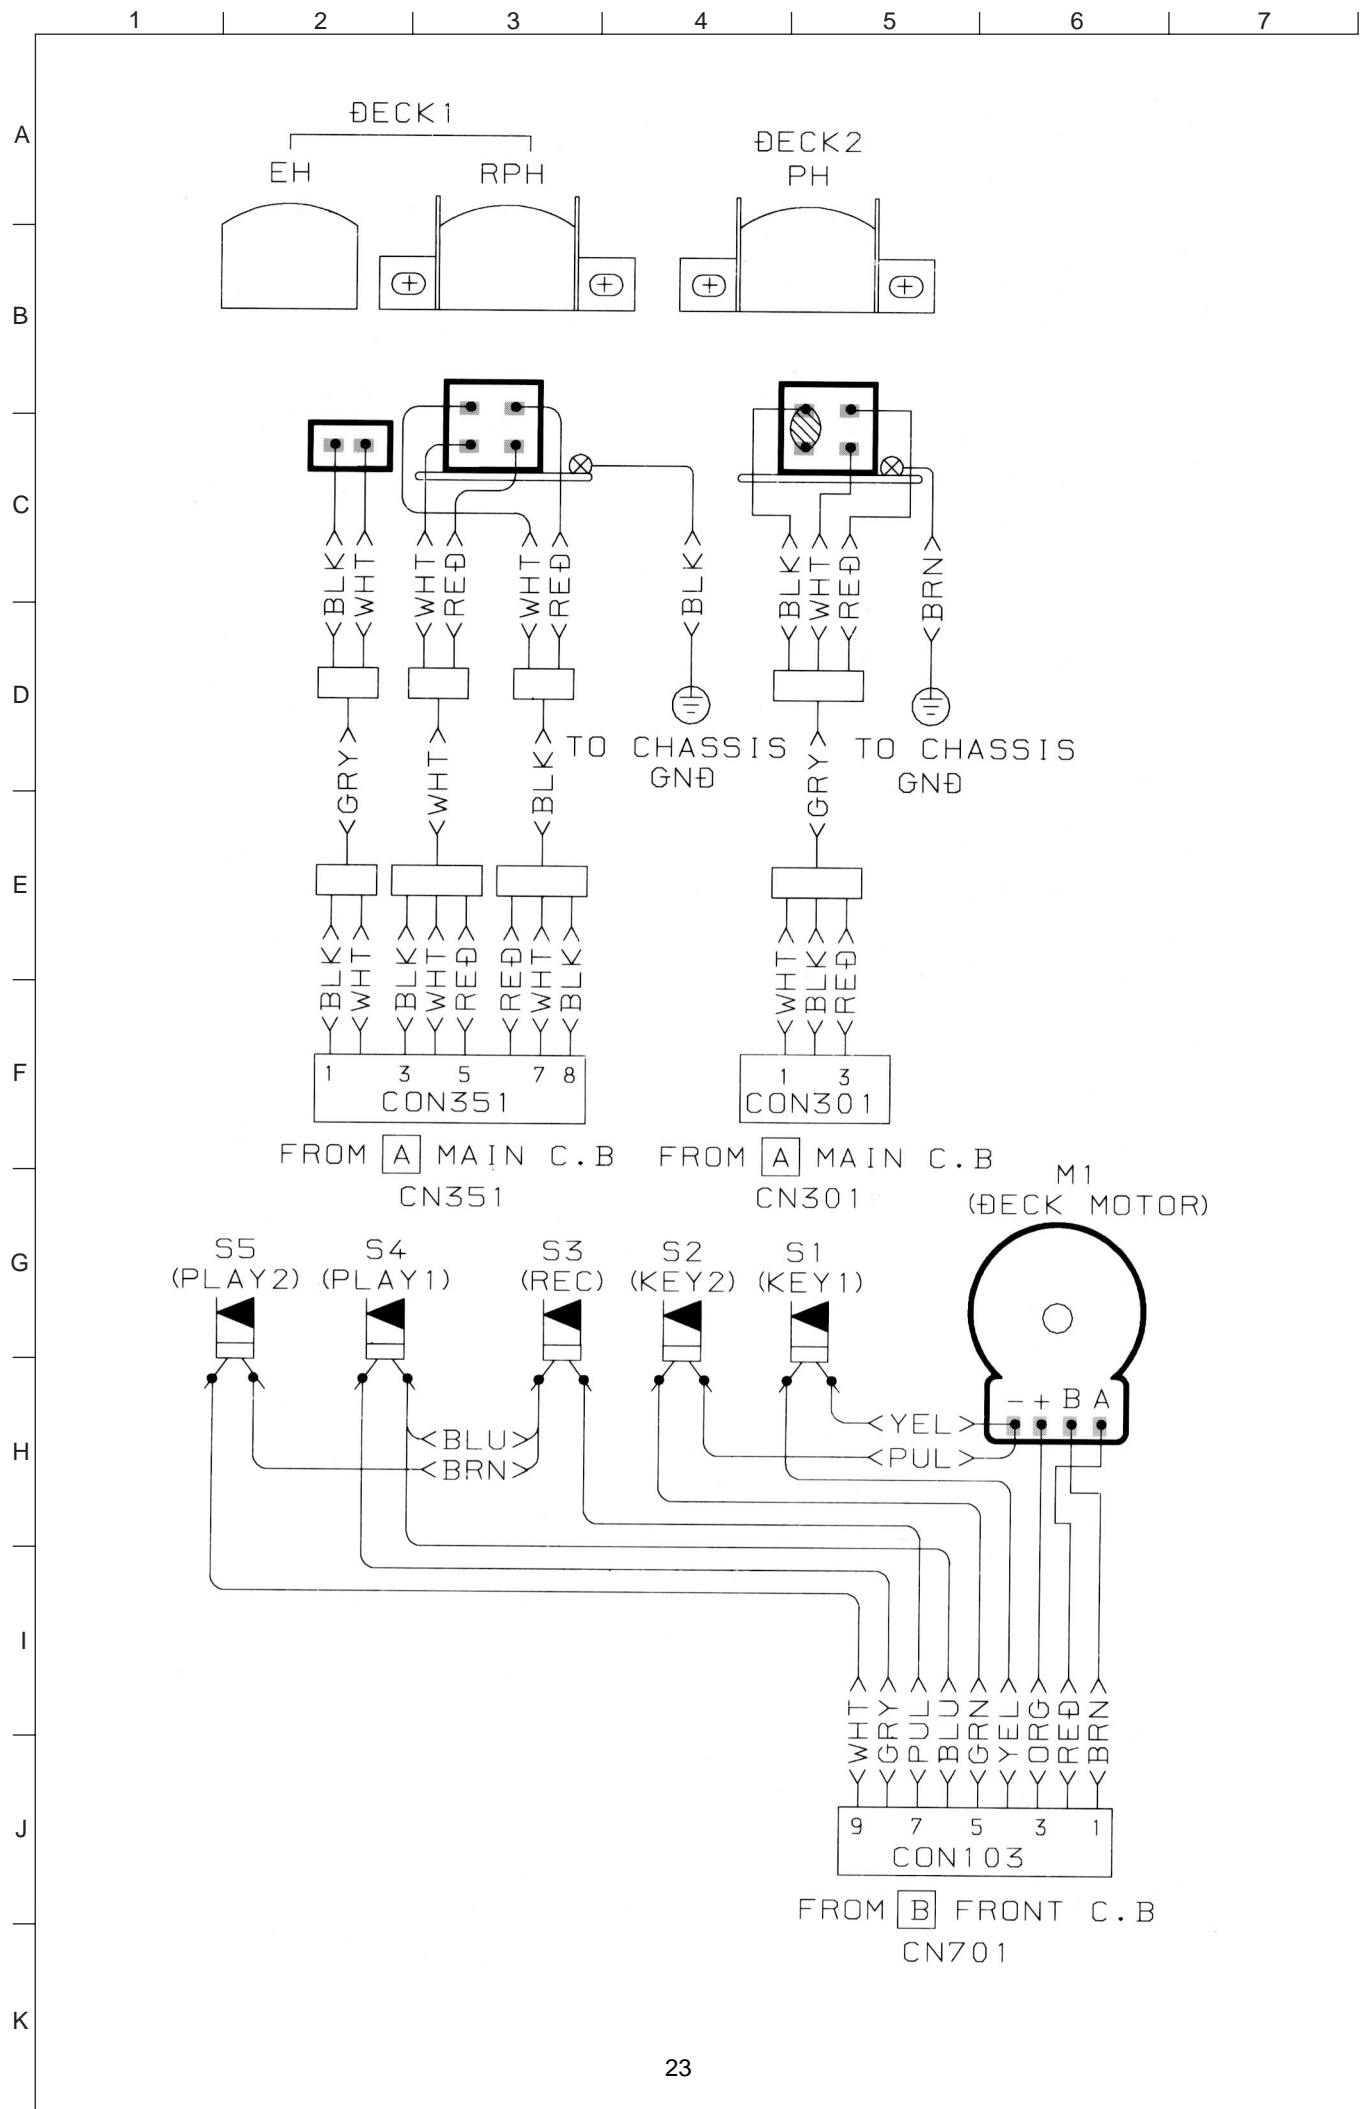 1 2 3 4 5 6 7
A
B
C
D
E
F
G
H
I
J
K
DECK1
EH RPH
DECK2
PH
BLK WHT WHT RED WHT RED BLK BLK WHT RED BRN
TO CHASSIS
GND
TO CHASSIS
GND
GRY WHT BLK GRY
BLK WHT BLK WHT RED RED WHT BLK WHT BLK RED
1 3 5 7 8
CON351
1 3
CON301
FROM A MAIN C.B
CN351
FROM A MAIN C.B
CN301
M1
(DECK MOTOR)
S5
(PLAY2)
S4
(PLAY1)
S3
(REC)
S2
(KEY2)
S1
(KEY1)
- + B A
YEL
PUL
BLU
BRN
WHT GRY PUL BLU GRN YEL ORG RED BRN
9 7 5 3 1
CON103
FROM B FRONT C.B
CN701
23